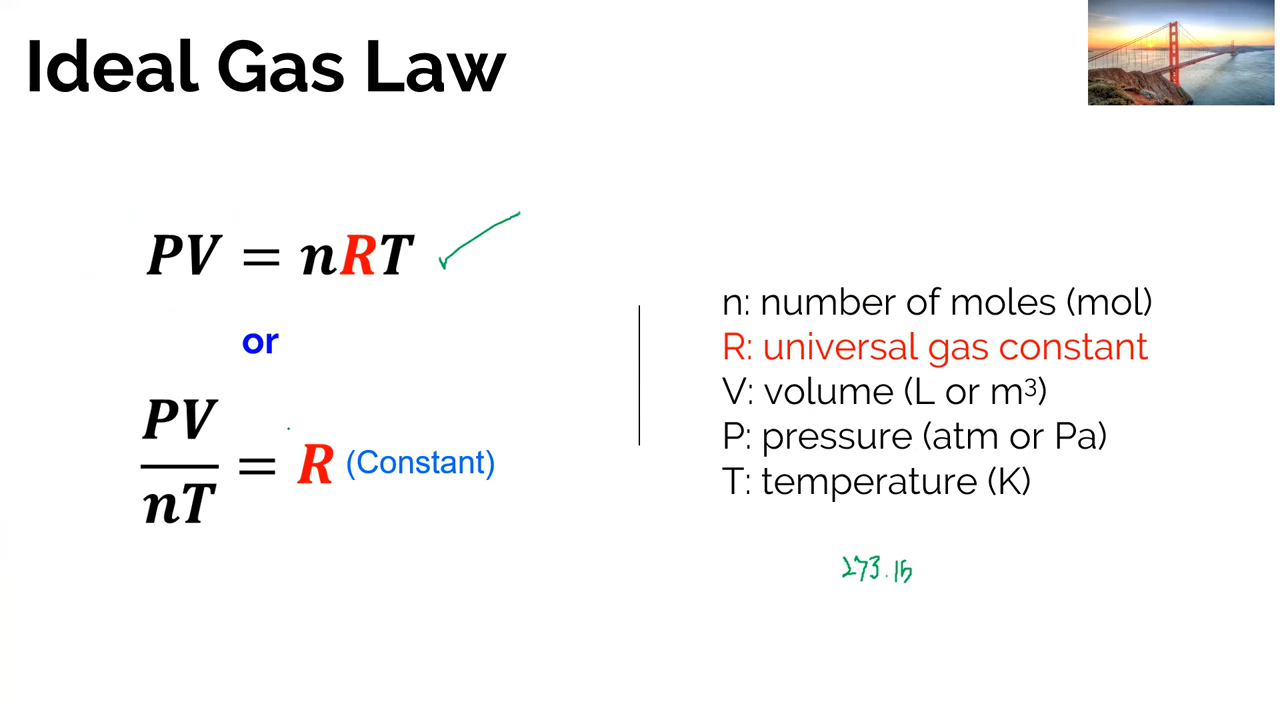 Ideal Gas Law
PV = nRT
or
PV
nT
= R (Constant)
n: number of moles (mol)
R: universal gas constant
V: volume (L or m³)
P: pressure (atm or Pa)
T: temperature (K)
273.15